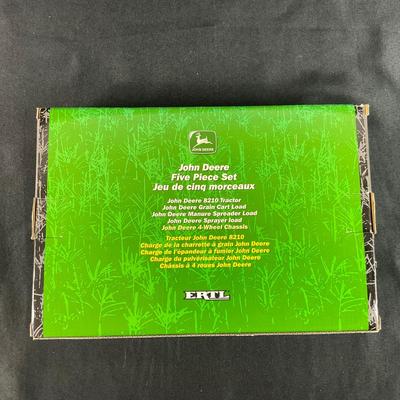 JOHN DEERE
John Deere
Five Piece Set
Jeu de cinq morceaux
John Deere 8210 Tractor
John Deere Grain Cart Load
John Deere Manure Spreader Load
John Deere Sprayer load
John Deere 4-Wheel Chassis
Tracteur John Deere 8210
Charge de la charrette à grain John Deere
Charge de l'épandeur à fumier John Deere
Charge du pulvérisateur John Deere
Châssis à 4 roues John Deere
ERTL